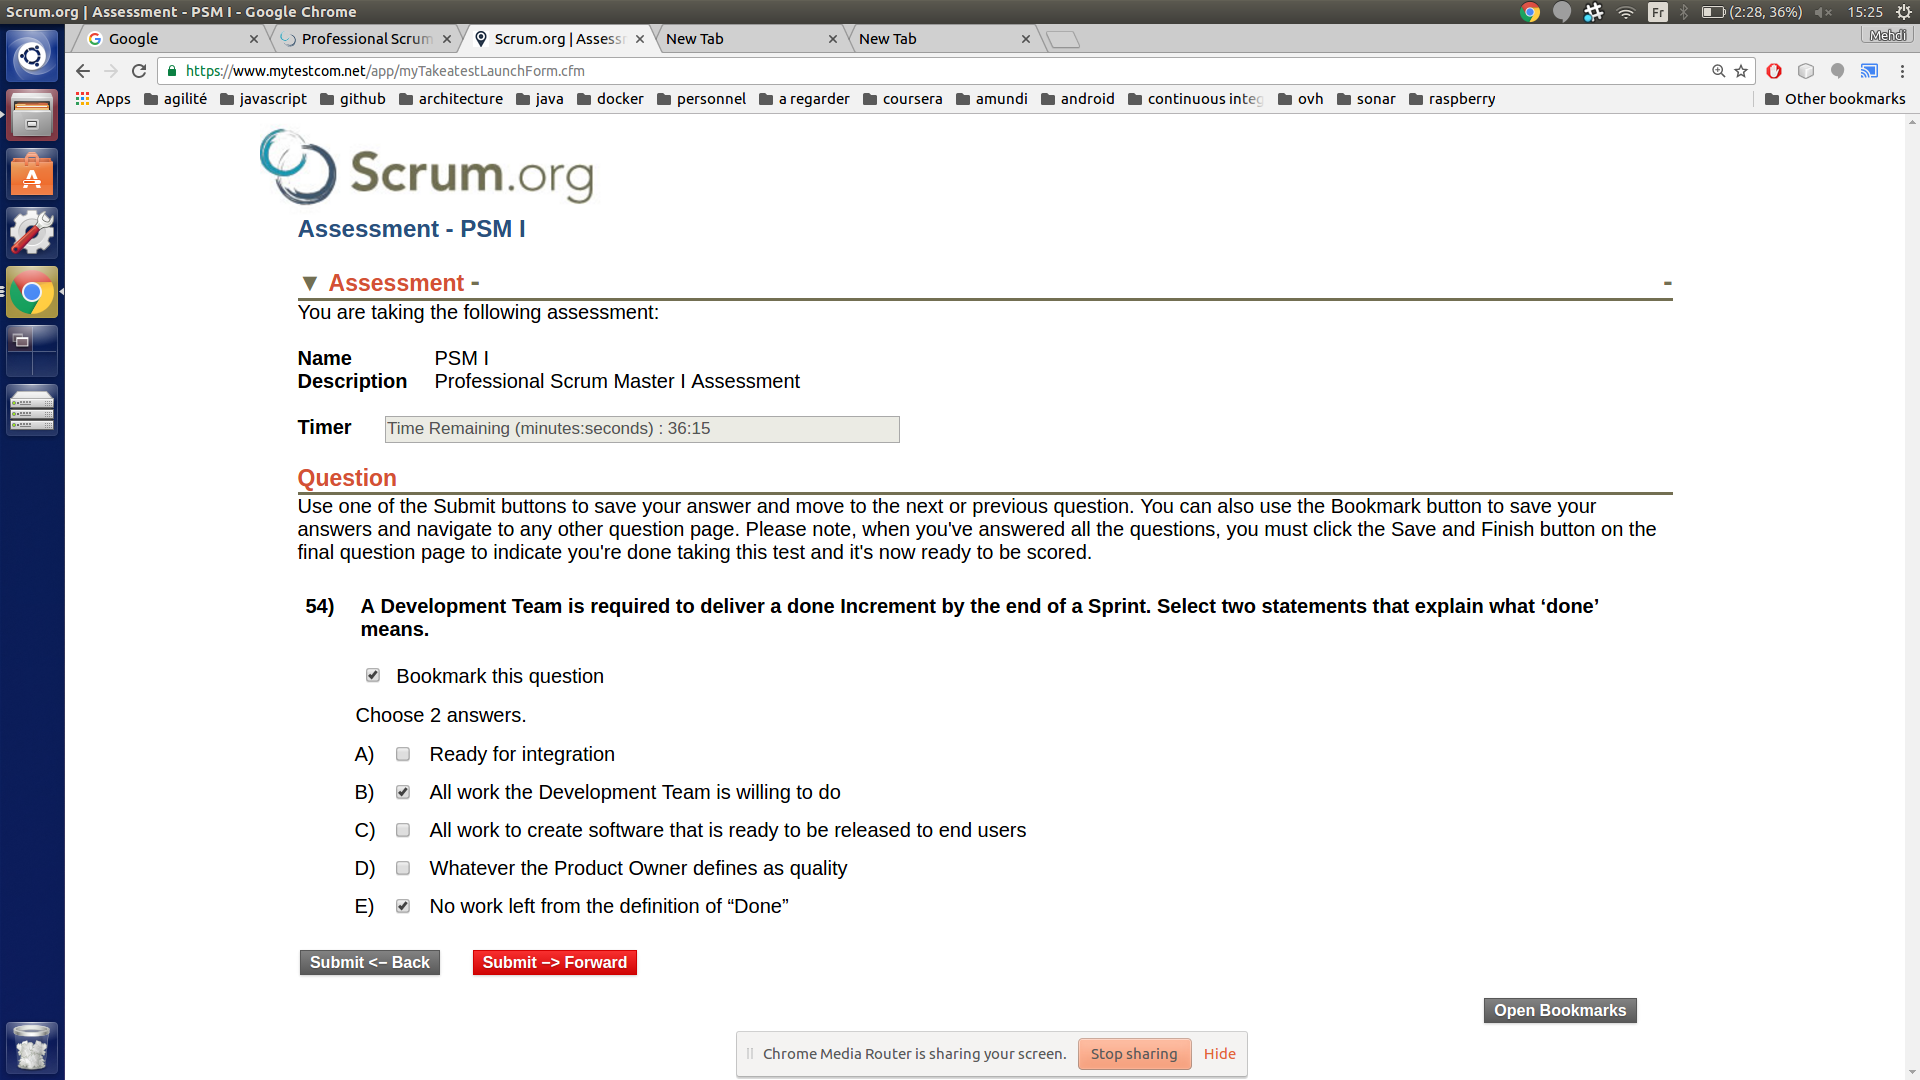 Scrum.org | Assessment - PSM I - Google Chrome
Fr (2:28, 36%) 15:25
Google
Professional Scrum
Scrum.org | Assess
New Tab
New Tab
Mehdi
https://www.mytestcom.net/app/myTakeatestLaunchForm.cfm
Apps agilité javascript github architecture java docker personnel a regarder coursera amundi android continuous integ ovh sonar raspberry Other bookmarks
Scrum.org
Assessment - PSM I
▼ Assessment - -
You are taking the following assessment:
Name PSM I
Description Professional Scrum Master I Assessment
Timer Time Remaining (minutes:seconds) : 36:15
Question
Use one of the Submit buttons to save your answer and move to the next or previous question. You can also use the Bookmark button to save your
answers and navigate to any other question page. Please note, when you've answered all the questions, you must click the Save and Finish button on the
final question page to indicate you're done taking this test and it's now ready to be scored.
54) A Development Team is required to deliver a done Increment by the end of a Sprint. Select two statements that explain what ‘done’
means.
Bookmark this question
Choose 2 answers.
A) Ready for integration
B) All work the Development Team is willing to do
C) All work to create software that is ready to be released to end users
D) Whatever the Product Owner defines as quality
E) No work left from the definition of “Done”
Submit <– Back Submit –> Forward
Open Bookmarks
Chrome Media Router is sharing your screen. Stop sharing Hide